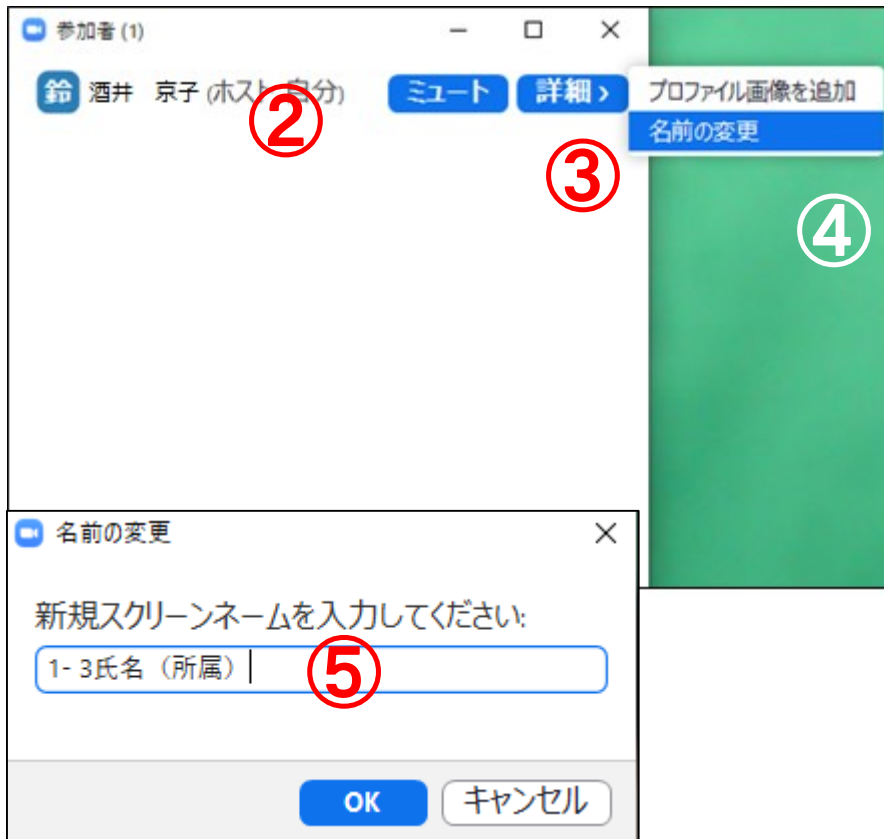 参加者 (1)
鈴 酒井 京子 (ホスト, 自分) ミュート 詳細 >
プロファイル画像を追加
名前の変更
②
③
④
名前の変更
新規スクリーンネームを入力してください:
1- 3氏名（所属）
⑤
OK キャンセル